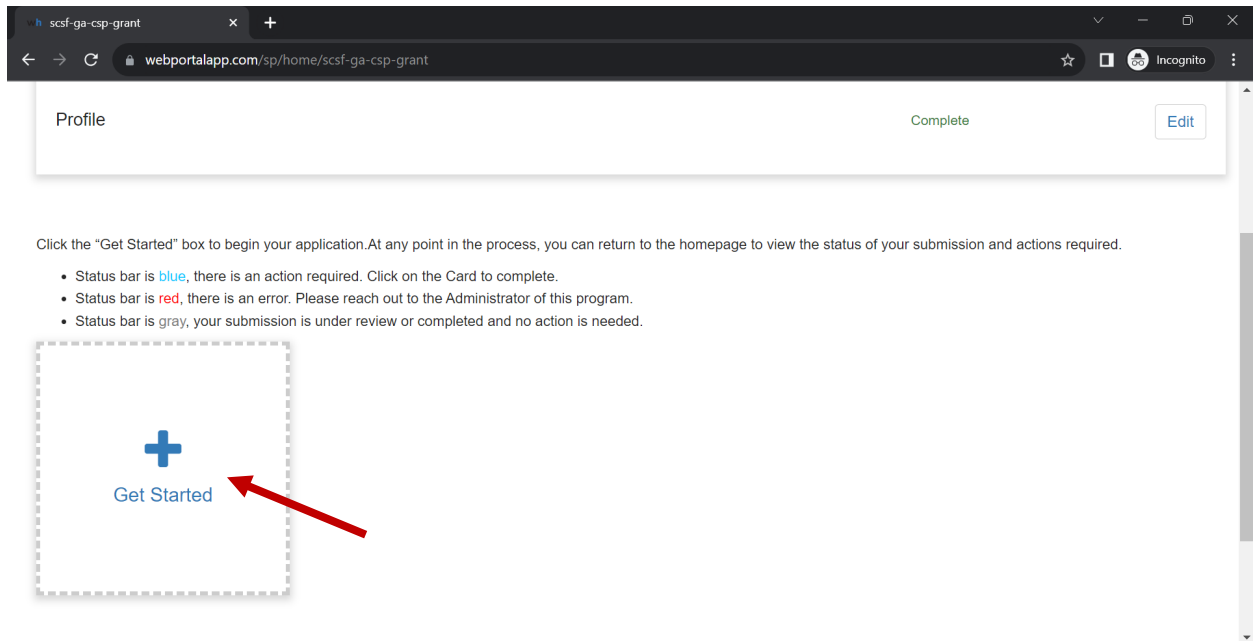 wh scsf-ga-csp-grant
webportalapp.com/sp/home/scsf-ga-csp-grant
Incognito
Profile
Complete
Edit
Click the “Get Started” box to begin your application.At any point in the process, you can return to the homepage to view the status of your submission and actions required.
• Status bar is blue, there is an action required. Click on the Card to complete.
• Status bar is red, there is an error. Please reach out to the Administrator of this program.
• Status bar is gray, your submission is under review or completed and no action is needed.
Get Started